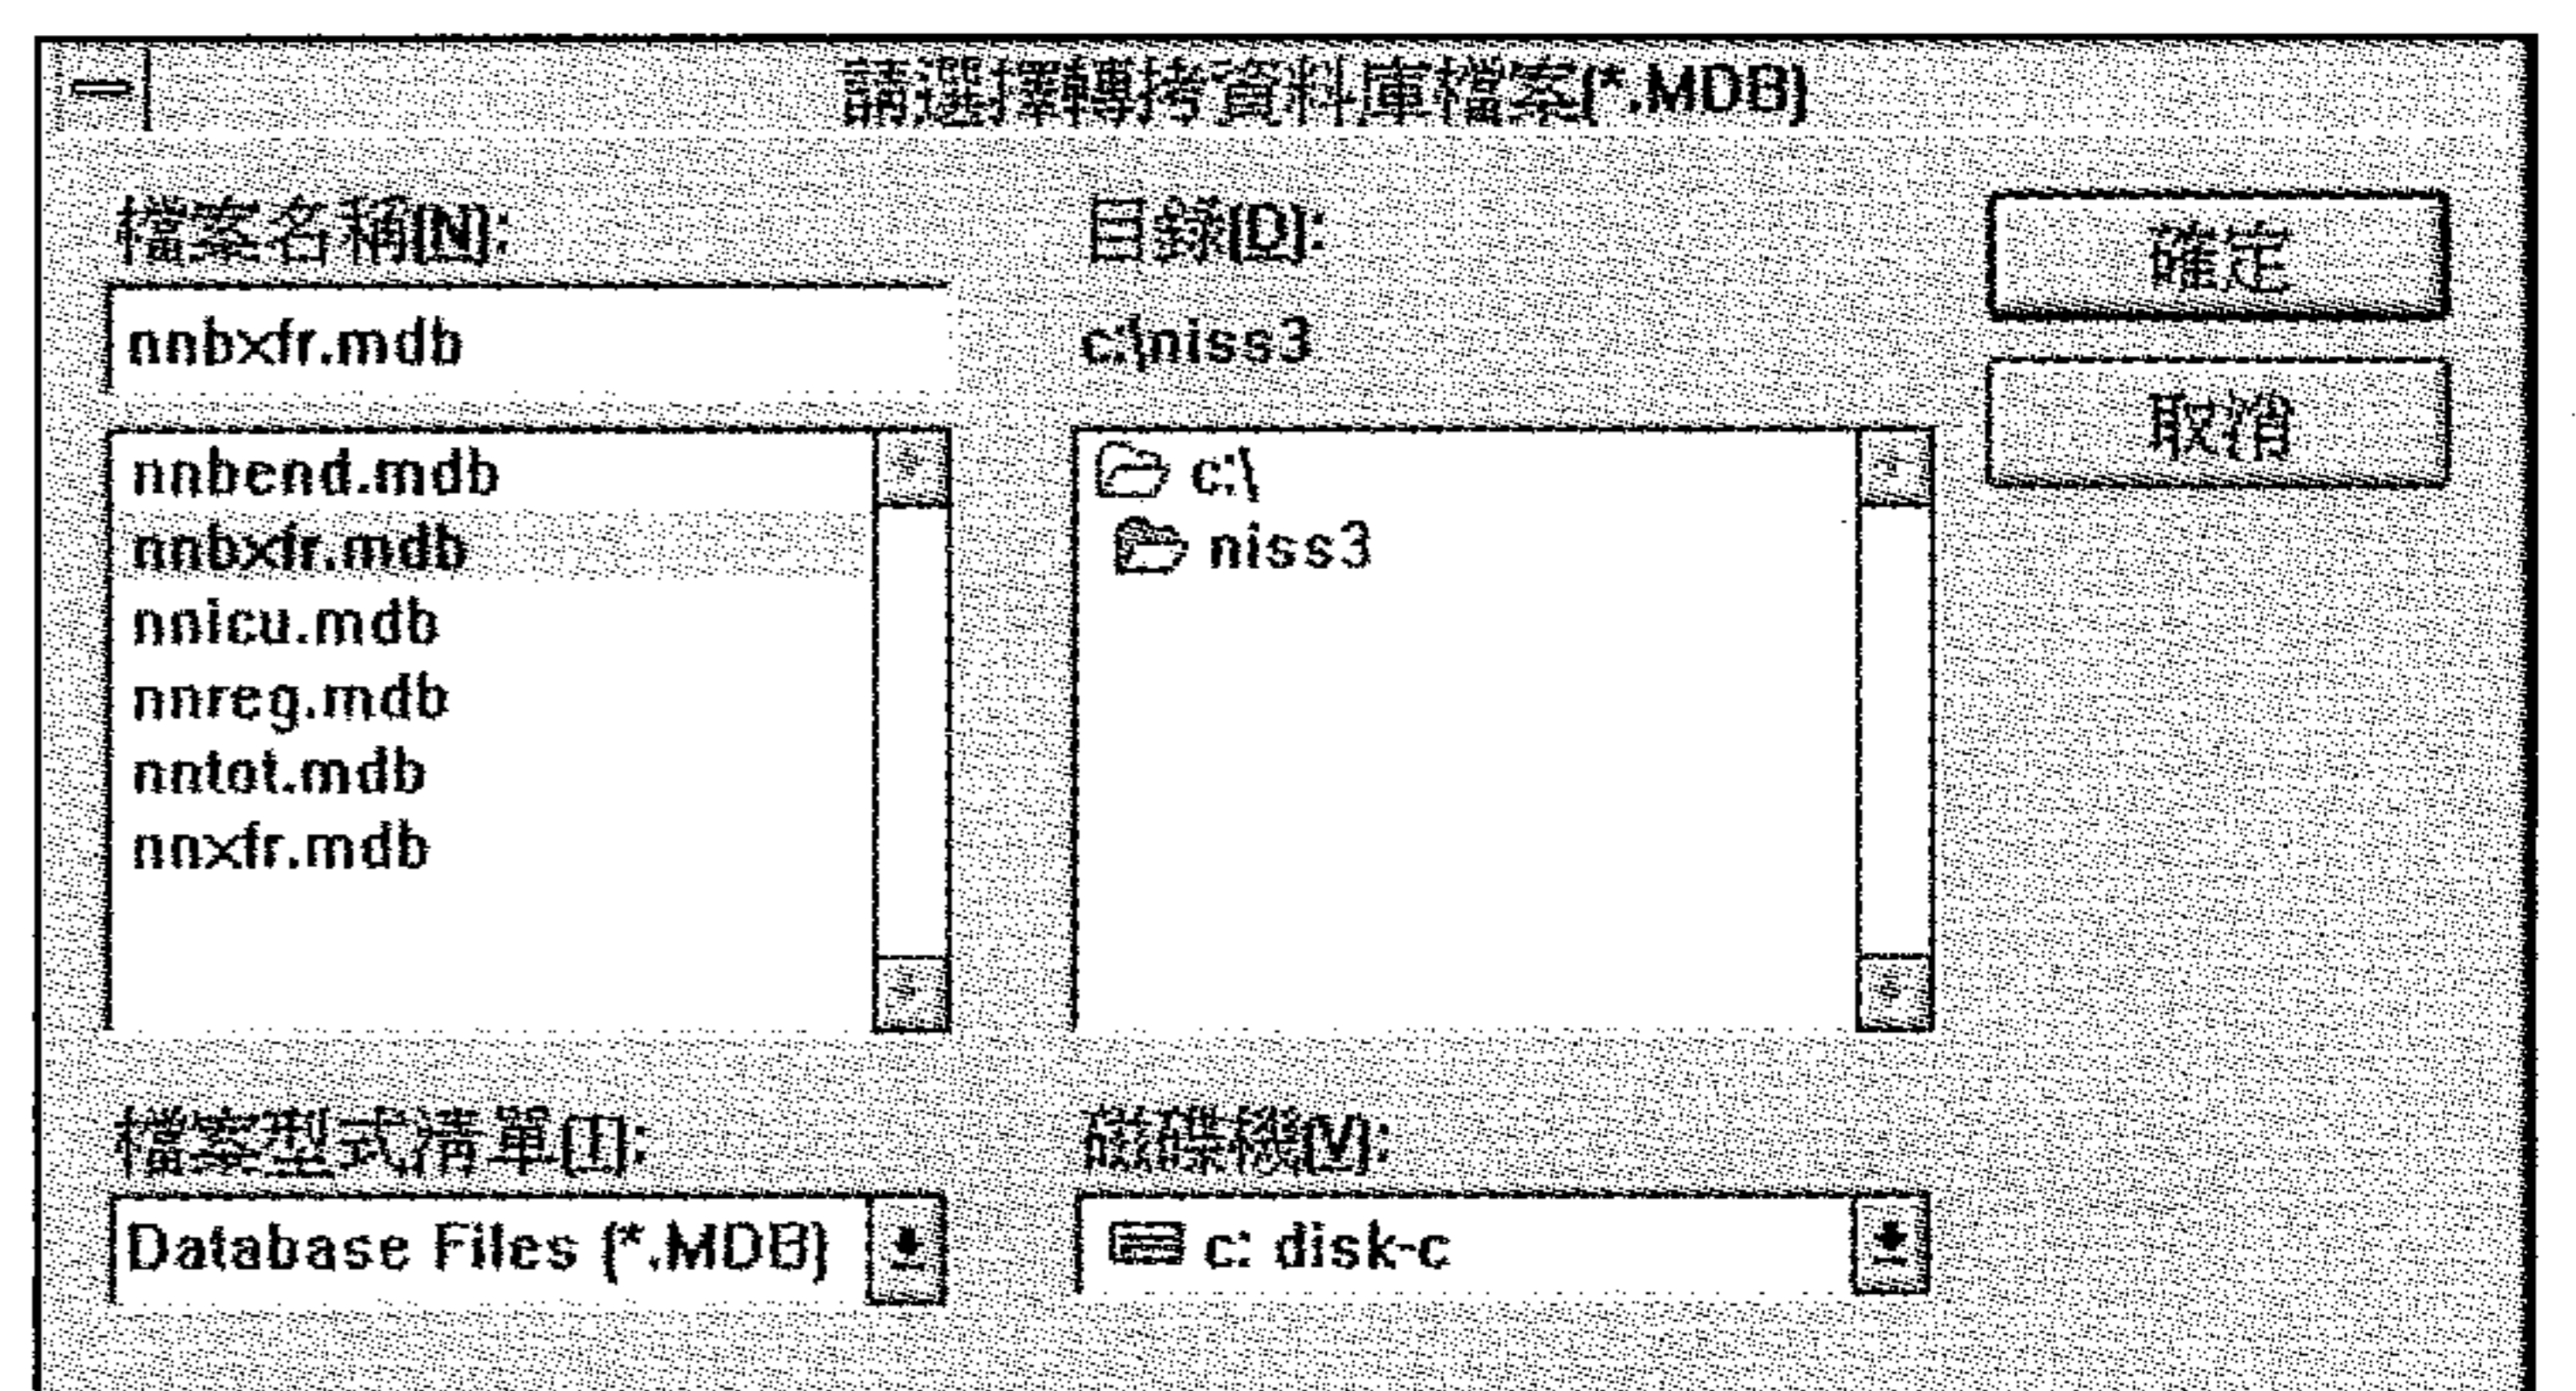 請選擇轉拷資料庫檔案(*.MDB)
檔案名稱(N):
nnbxfr.mdb
nnbend.mdb
nnbxfr.mdb
nnicu.mdb
nnreg.mdb
nntot.mdb
nnxfr.mdb
檔案型式清單(T):
Database Files (*.MDB)
目錄(D):
c:\niss3
c:\
niss3
磁碟機(V):
c: disk-c
確定
取消